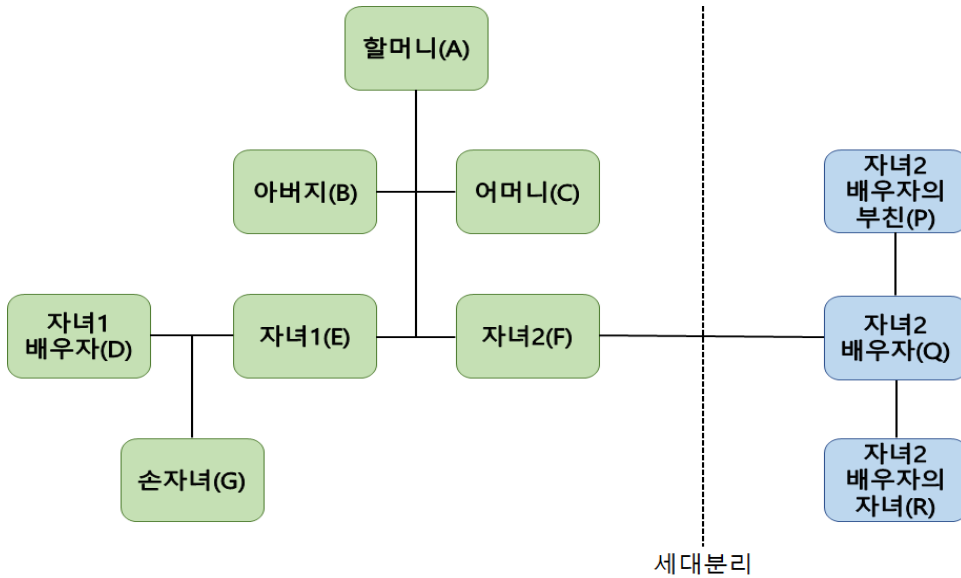 할머니(A)
아버지(B)
어머니(C)
자녀2
배우자의
부친(P)
자녀1
배우자(D)
자녀1(E)
자녀2(F)
자녀2
배우자(Q)
손자녀(G)
자녀2
배우자의
자녀(R)
세대분리